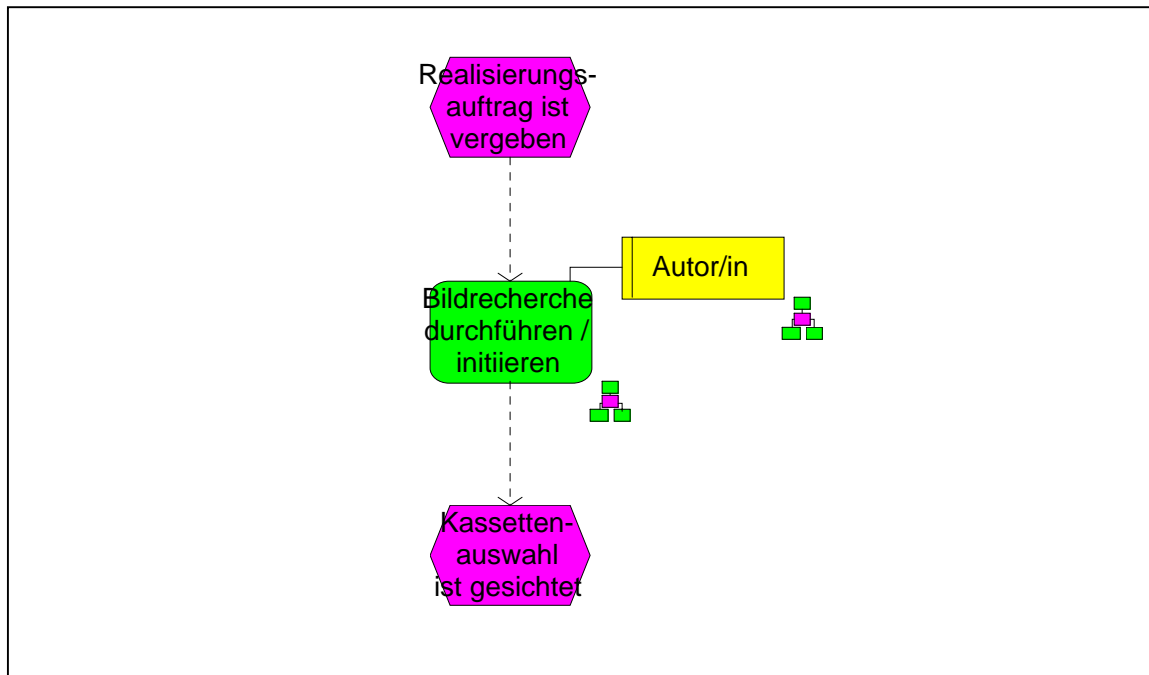 Realisierungs-
auftrag ist
vergeben
Autor/in
Bildrecherche
durchführen /
initiieren
Kassetten-
auswahl
ist gesichtet